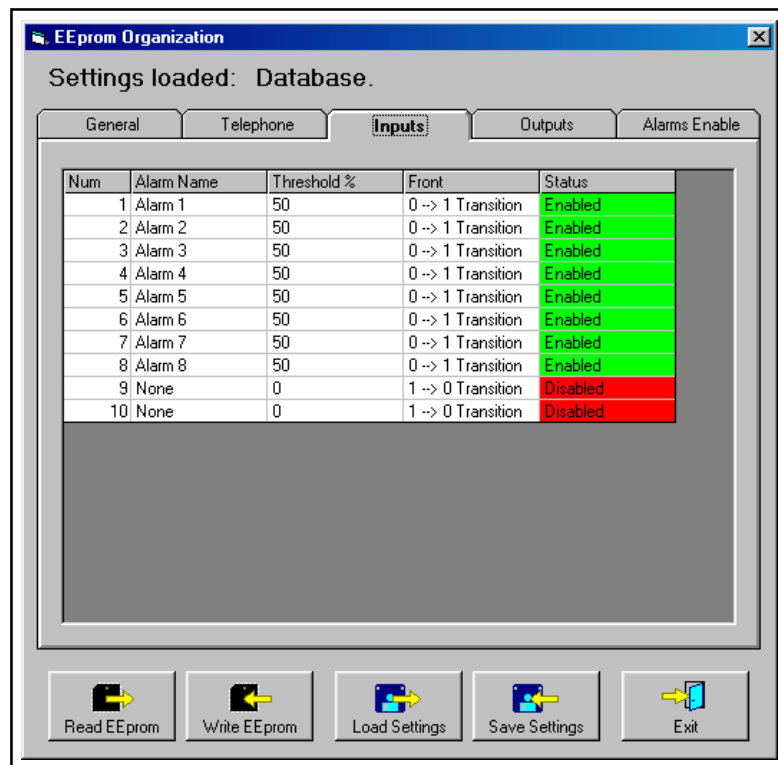 EEprom Organization
Settings loaded: Database.
General Telephone Inputs Outputs Alarms Enable
Num Alarm Name Threshold % Front Status
1 Alarm 1 50 0 --> 1 Transition Enabled
2 Alarm 2 50 0 --> 1 Transition Enabled
3 Alarm 3 50 0 --> 1 Transition Enabled
4 Alarm 4 50 0 --> 1 Transition Enabled
5 Alarm 5 50 0 --> 1 Transition Enabled
6 Alarm 6 50 0 --> 1 Transition Enabled
7 Alarm 7 50 0 --> 1 Transition Enabled
8 Alarm 8 50 0 --> 1 Transition Enabled
9 None 0 1 --> 0 Transition Disabled
10 None 0 1 --> 0 Transition Disabled
Read EEprom Write EEprom Load Settings Save Settings Exit